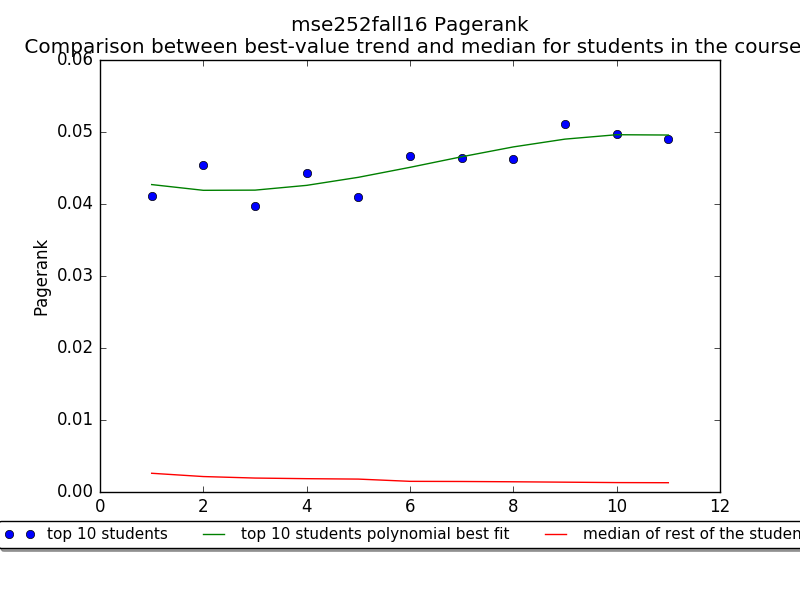 mse252fall16 Pagerank
Comparison between best-value trend and median for students in the course
0.06
0.05
0.04
0.03
0.02
0.01
0.00
Pagerank
0 2 4 6 8 10 12
top 10 students top 10 students polynomial best fit median of rest of the studen